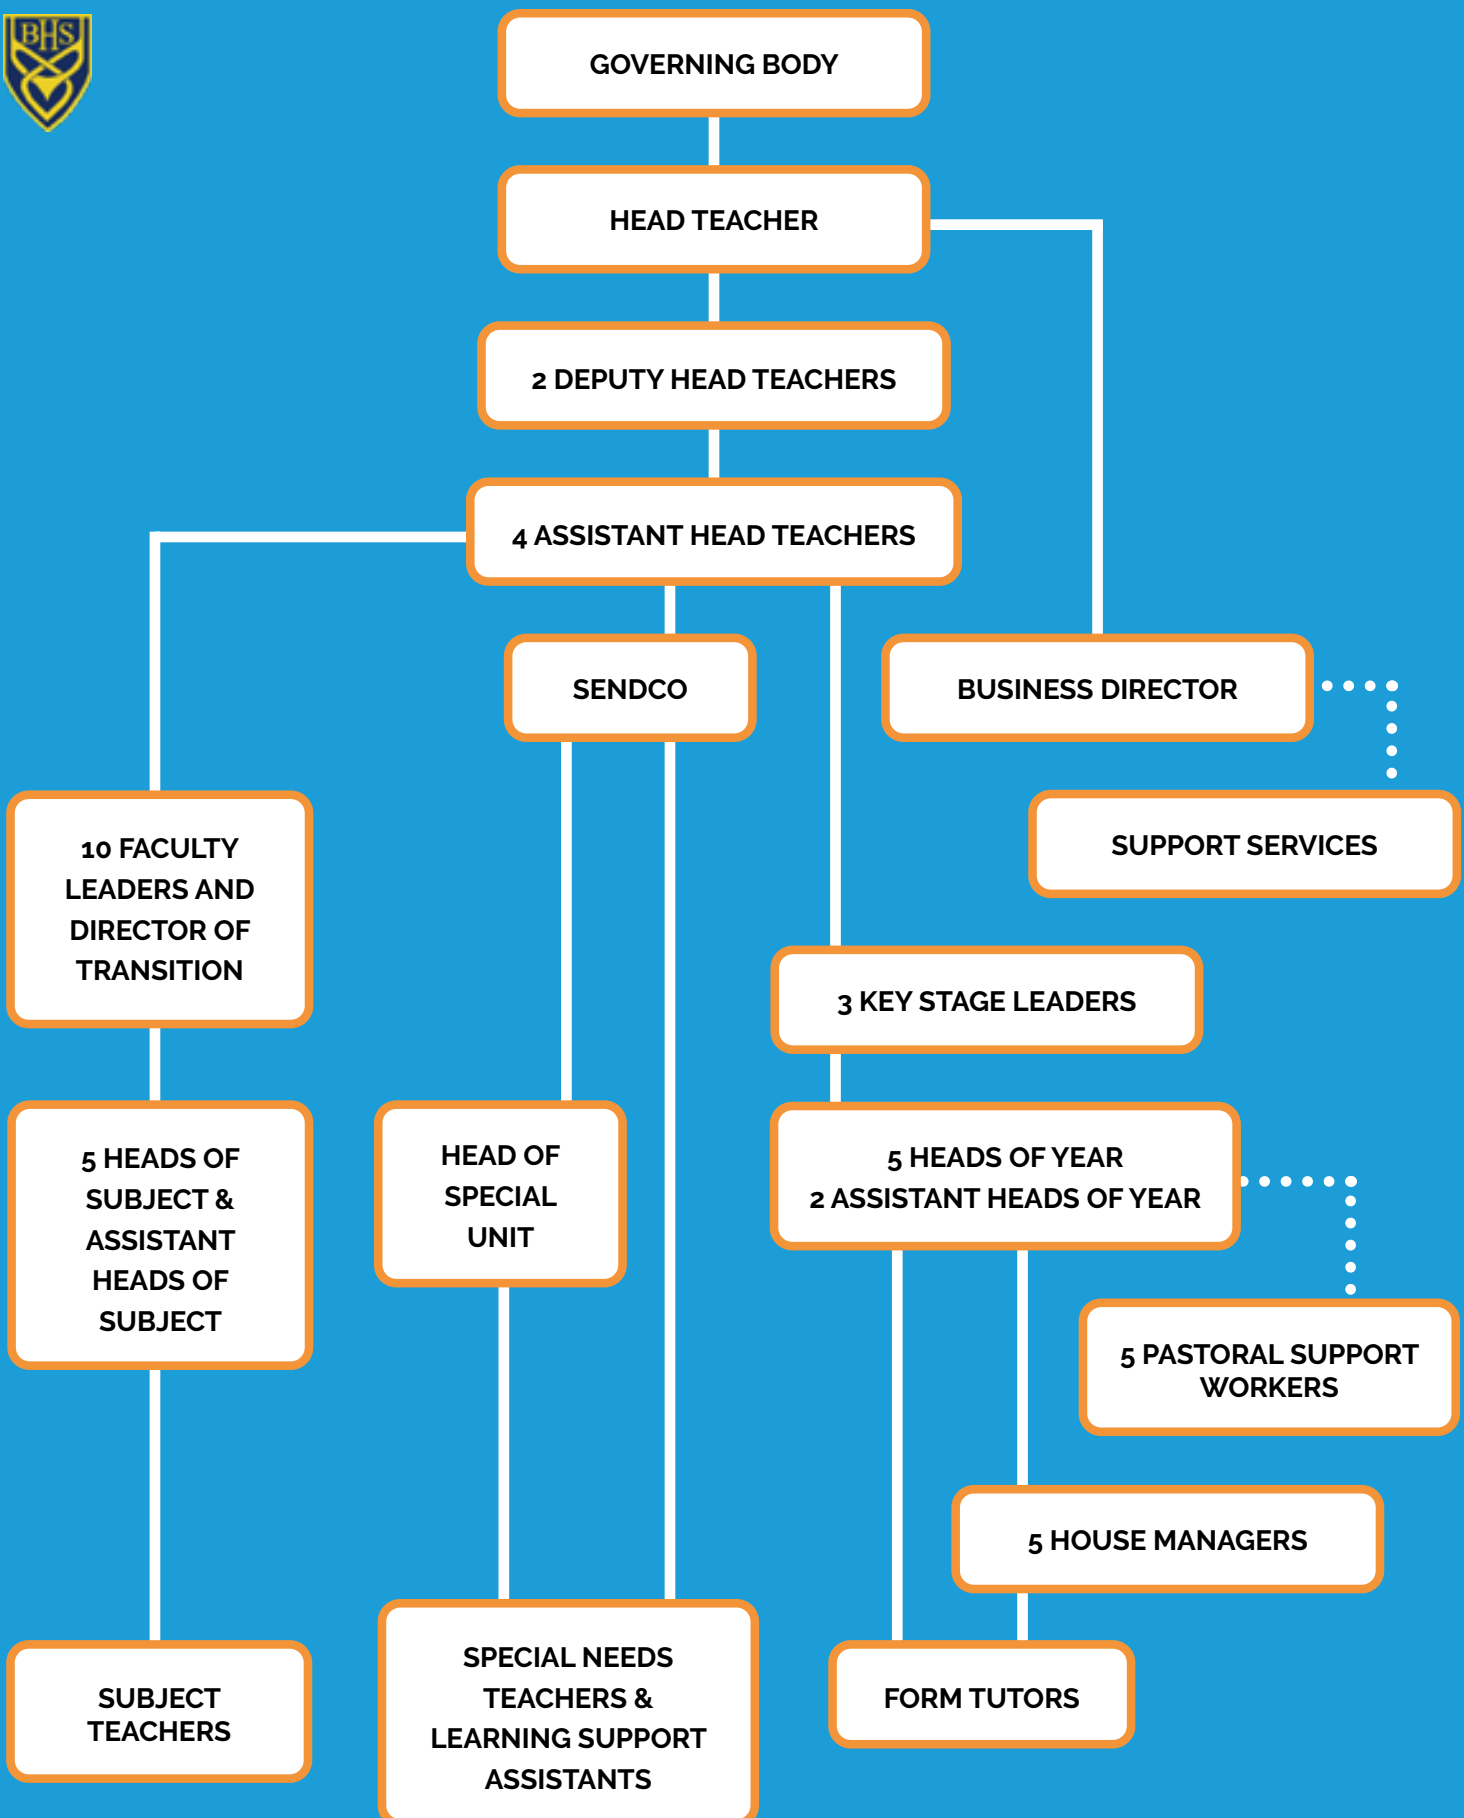 BHS
GOVERNING BODY
HEAD TEACHER
2 DEPUTY HEAD TEACHERS
4 ASSISTANT HEAD TEACHERS
SENDCO
BUSINESS DIRECTOR
10 FACULTY
LEADERS AND
DIRECTOR OF
TRANSITION
SUPPORT SERVICES
3 KEY STAGE LEADERS
5 HEADS OF
SUBJECT &
ASSISTANT
HEADS OF
SUBJECT
HEAD OF
SPECIAL
UNIT
5 HEADS OF YEAR
2 ASSISTANT HEADS OF YEAR
5 PASTORAL SUPPORT
WORKERS
5 HOUSE MANAGERS
SUBJECT
TEACHERS
SPECIAL NEEDS
TEACHERS &
LEARNING SUPPORT
ASSISTANTS
FORM TUTORS